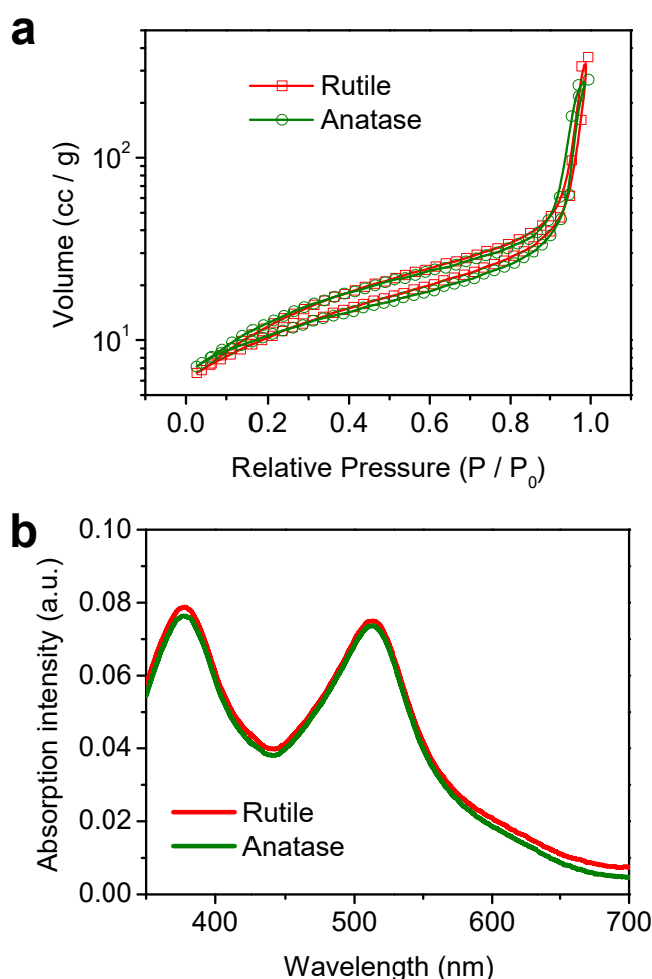 a
Rutile
Anatase
10²
10¹
Volume (cc / g)
0.0 0.2 0.4 0.6 0.8 1.0
Relative Pressure (P / P₀)
b
0.10
0.08
0.06
0.04
0.02
0.00
Absorption intensity (a.u.)
Rutile
Anatase
400 500 600 700
Wavelength (nm)